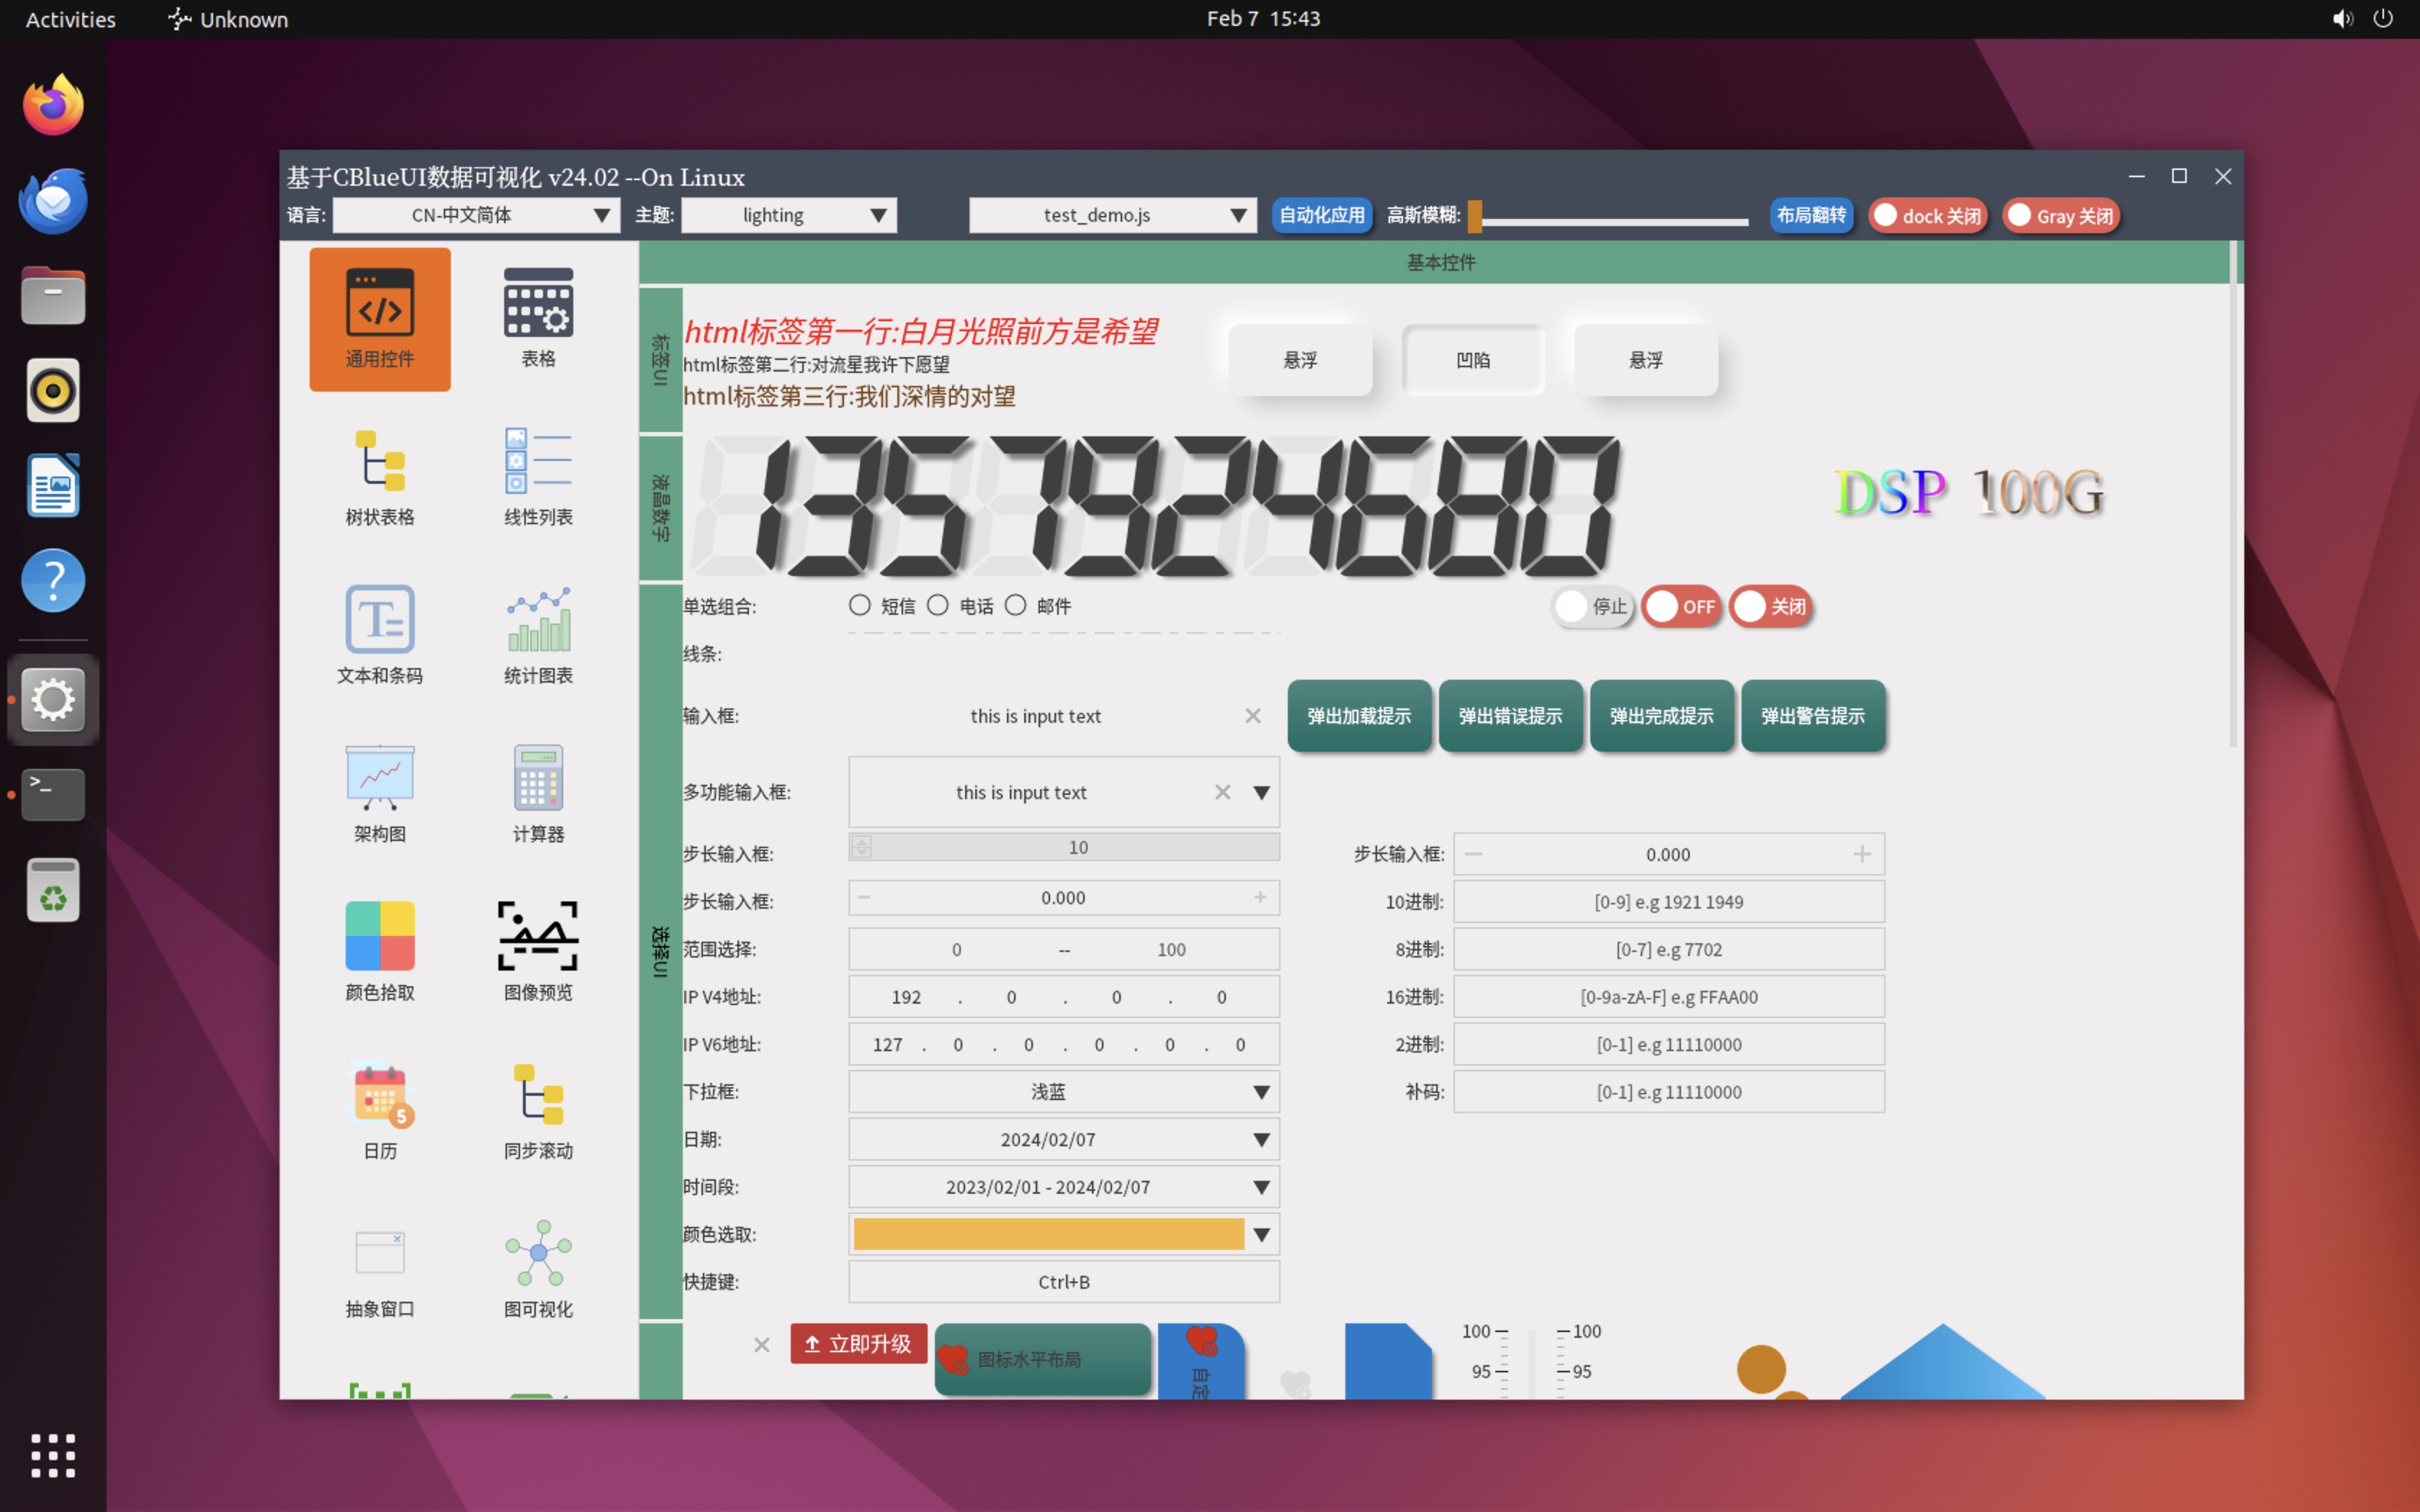 Activities Unknown Feb 7 15:43
基于CBlueUI数据可视化 v24.02 --On Linux
语言: CN-中文简体 主题: lighting test_demo.js 自动化应用 高斯模糊: 布局翻转 dock 关闭 Gray 关闭
通用控件 表格
树状表格 线性列表
文本和条码 统计图表
架构图 计算器
颜色拾取 图像预览
5
日历 同步滚动
抽象窗口 图可视化
基本控件
标签UI
html标签第一行:白月光照前方是希望
html标签第二行:对流星我许下愿望
html标签第三行:我们深情的对望
悬浮 凹陷 悬浮
液晶数字
1357924680
DSP 100G
选择UI
单选组合: 短信 电话 邮件 停止 OFF 关闭
线条:
输入框: this is input text 弹出加载提示 弹出错误提示 弹出完成提示 弹出警告提示
多功能输入框: this is input text
步长输入框: 10 步长输入框: 0.000
步长输入框: 0.000 10进制: [0-9] e.g 1921 1949
范围选择: 0 -- 100 8进制: [0-7] e.g 7702
IP V4地址: 192 . 0 . 0 . 0 16进制: [0-9a-zA-F] e.g FFAA00
IP V6地址: 127 . 0 . 0 . 0 . 0 . 0 2进制: [0-1] e.g 11110000
下拉框: 浅蓝 补码: [0-1] e.g 11110000
日期: 2024/02/07
时间段: 2023/02/01 - 2024/02/07
颜色选取:
快捷键: Ctrl+B
立即升级 图标水平布局 自定 100 100
95 95